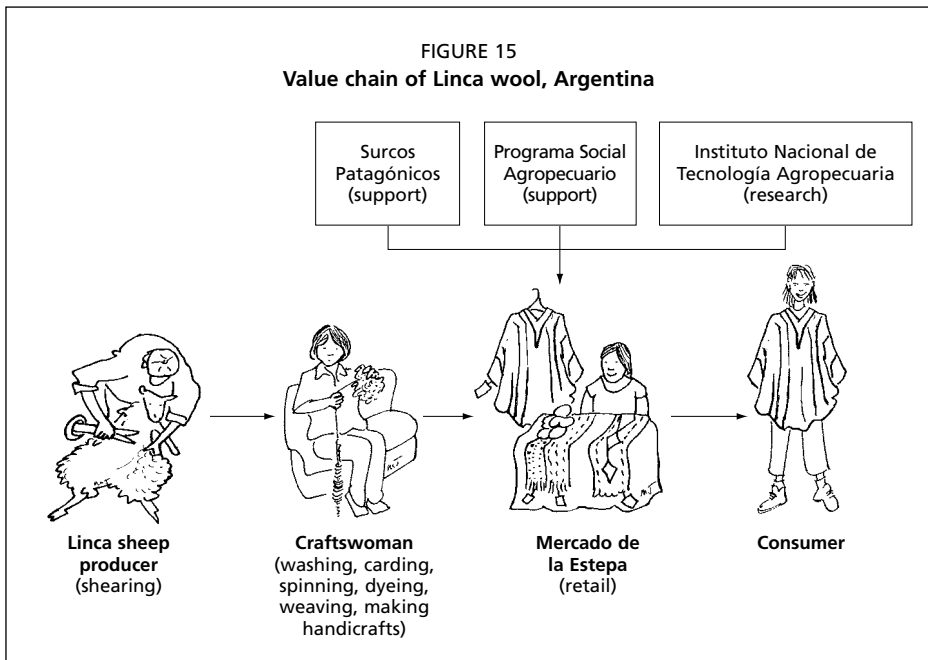 FIGURE 15
Value chain of Linca wool, Argentina
Surcos
Patagónicos
(support)
Programa Social
Agropecuario
(support)
Instituto Nacional de
Tecnología Agropecuaria
(research)
Linca sheep
producer
(shearing)
Craftswoman
(washing, carding,
spinning, dyeing,
weaving, making
handicrafts)
Mercado de
la Estepa
(retail)
Consumer